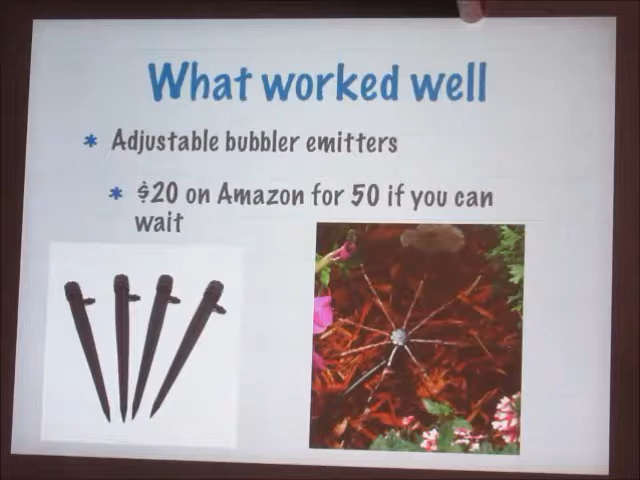 What worked well
* Adjustable bubbler emitters
* $20 on Amazon for 50 if you can
wait